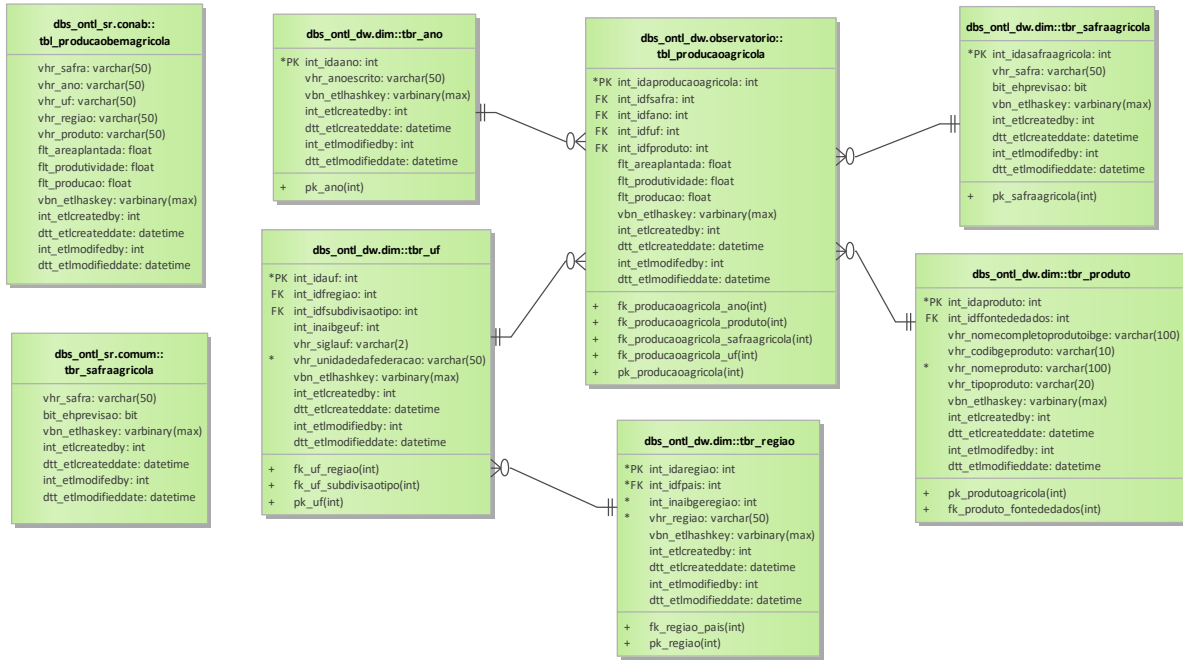 dbs_ontl_sr.conab::
tbl_producaobemagricola
vhr_safra: varchar(50)
vhr_ano: varchar(50)
vhr_uf: varchar(50)
vhr_regiao: varchar(50)
vhr_produto: varchar(50)
flt_areaplantada: float
flt_produtividade: float
flt_producao: float
vbn_etlhaskey: varbinary(max)
int_etlcreatedby: int
dtt_etlcreateddate: datetime
int_etlmodifedby: int
dtt_etlmodifieddate: datetime
dbs_ontl_sr.comum::
tbr_safraagricola
vhr_safra: varchar(50)
bit_ehprevisao: bit
vbn_etlhaskey: varbinary(max)
int_etlcreatedby: int
dtt_etlcreateddate: datetime
int_etlmodifedby: int
dtt_etlmodifieddate: datetime
dbs_ontl_dw.dim::tbr_ano
*PK int_idaano: int
vhr_anoescrito: varchar(50)
vbn_etlhashkey: varbinary(max)
int_etlcreatedby: int
dtt_etlcreateddate: datetime
int_etlmodifiedby: int
dtt_etlmodifieddate: datetime
+ pk_ano(int)
dbs_ontl_dw.dim::tbr_uf
*PK int_idauf: int
FK int_idfregiao: int
FK int_idfsubdivisaotipo: int
int_inaibgeuf: int
vhr_siglauf: varchar(2)
* vhr_unidadedafederacao: varchar(50)
vbn_etlhashkey: varbinary(max)
int_etlcreatedby: int
dtt_etlcreateddate: datetime
int_etlmodifiedby: int
dtt_etlmodifieddate: datetime
+ fk_uf_regiao(int)
+ fk_uf_subdivisaotipo(int)
+ pk_uf(int)
dbs_ontl_dw.observatorio::
tbl_producaoagricola
*PK int_idaproducaoagricola: int
FK int_idfsafra: int
FK int_idfano: int
FK int_idfuf: int
FK int_idfproduto: int
flt_areaplantada: float
flt_produtividade: float
flt_producao: float
vbn_etlhaskey: varbinary(max)
int_etlcreatedby: int
dtt_etlcreateddate: datetime
int_etlmodifedby: int
dtt_etlmodifieddate: datetime
+ fk_producaoagricola_ano(int)
+ fk_producaoagricola_produto(int)
+ fk_producaoagricola_safraagricola(int)
+ fk_producaoagricola_uf(int)
+ pk_producaoagricola(int)
dbs_ontl_dw.dim::tbr_regiao
*PK int_idaregiao: int
*FK int_idfpais: int
* int_inaibgeregiao: int
* vhr_regiao: varchar(50)
vbn_etlhashkey: varbinary(max)
int_etlcreatedby: int
dtt_etlcreateddate: datetime
int_etlmodifiedby: int
dtt_etlmodifieddate: datetime
+ fk_regiao_pais(int)
+ pk_regiao(int)
dbs_ontl_dw.dim::tbr_safraagricola
*PK int_idasafraagricola: int
vhr_safra: varchar(50)
bit_ehprevisao: bit
vbn_etlhaskey: varbinary(max)
int_etlcreatedby: int
dtt_etlcreateddate: datetime
int_etlmodifedby: int
dtt_etlmodifieddate: datetime
+ pk_safraagricola(int)
dbs_ontl_dw.dim::tbr_produto
*PK int_idaproduto: int
FK int_idffontededados: int
vhr_nomecompletoprodutoibge: varchar(100)
vhr_codibgeproduto: varchar(10)
* vhr_nomeproduto: varchar(100)
vhr_tipoproduto: varchar(20)
vbn_etlhaskey: varbinary(max)
int_etlcreatedby: int
dtt_etlcreateddate: datetime
int_etlmodifedby: int
dtt_etlmodifieddate: datetime
+ pk_produtoagricola(int)
+ fk_produto_fontededados(int)